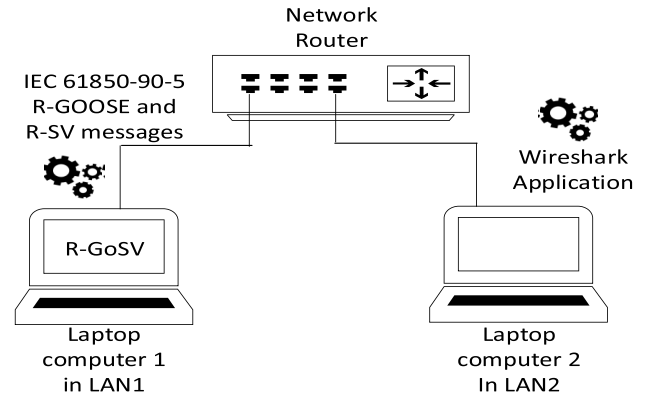 Network
Router
IEC 61850-90-5
R-GOOSE and
R-SV messages
Wireshark
Application
R-GoSV
Laptop
computer 1
in LAN1
Laptop
computer 2
In LAN2